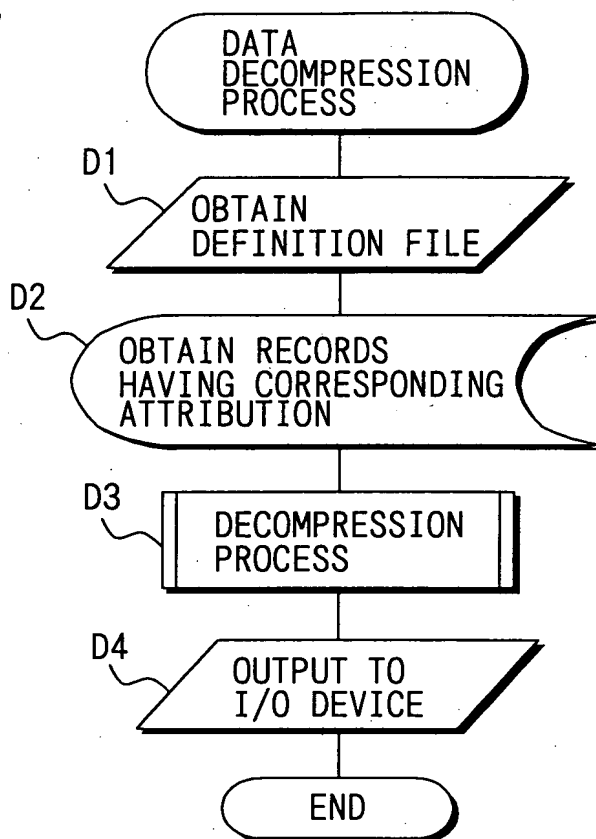 DATA
DECOMPRESSION
PROCESS
D1
OBTAIN
DEFINITION FILE
D2
OBTAIN RECORDS
HAVING CORRESPONDING
ATTRIBUTION
D3
DECOMPRESSION
PROCESS
D4
OUTPUT TO
I/O DEVICE
END